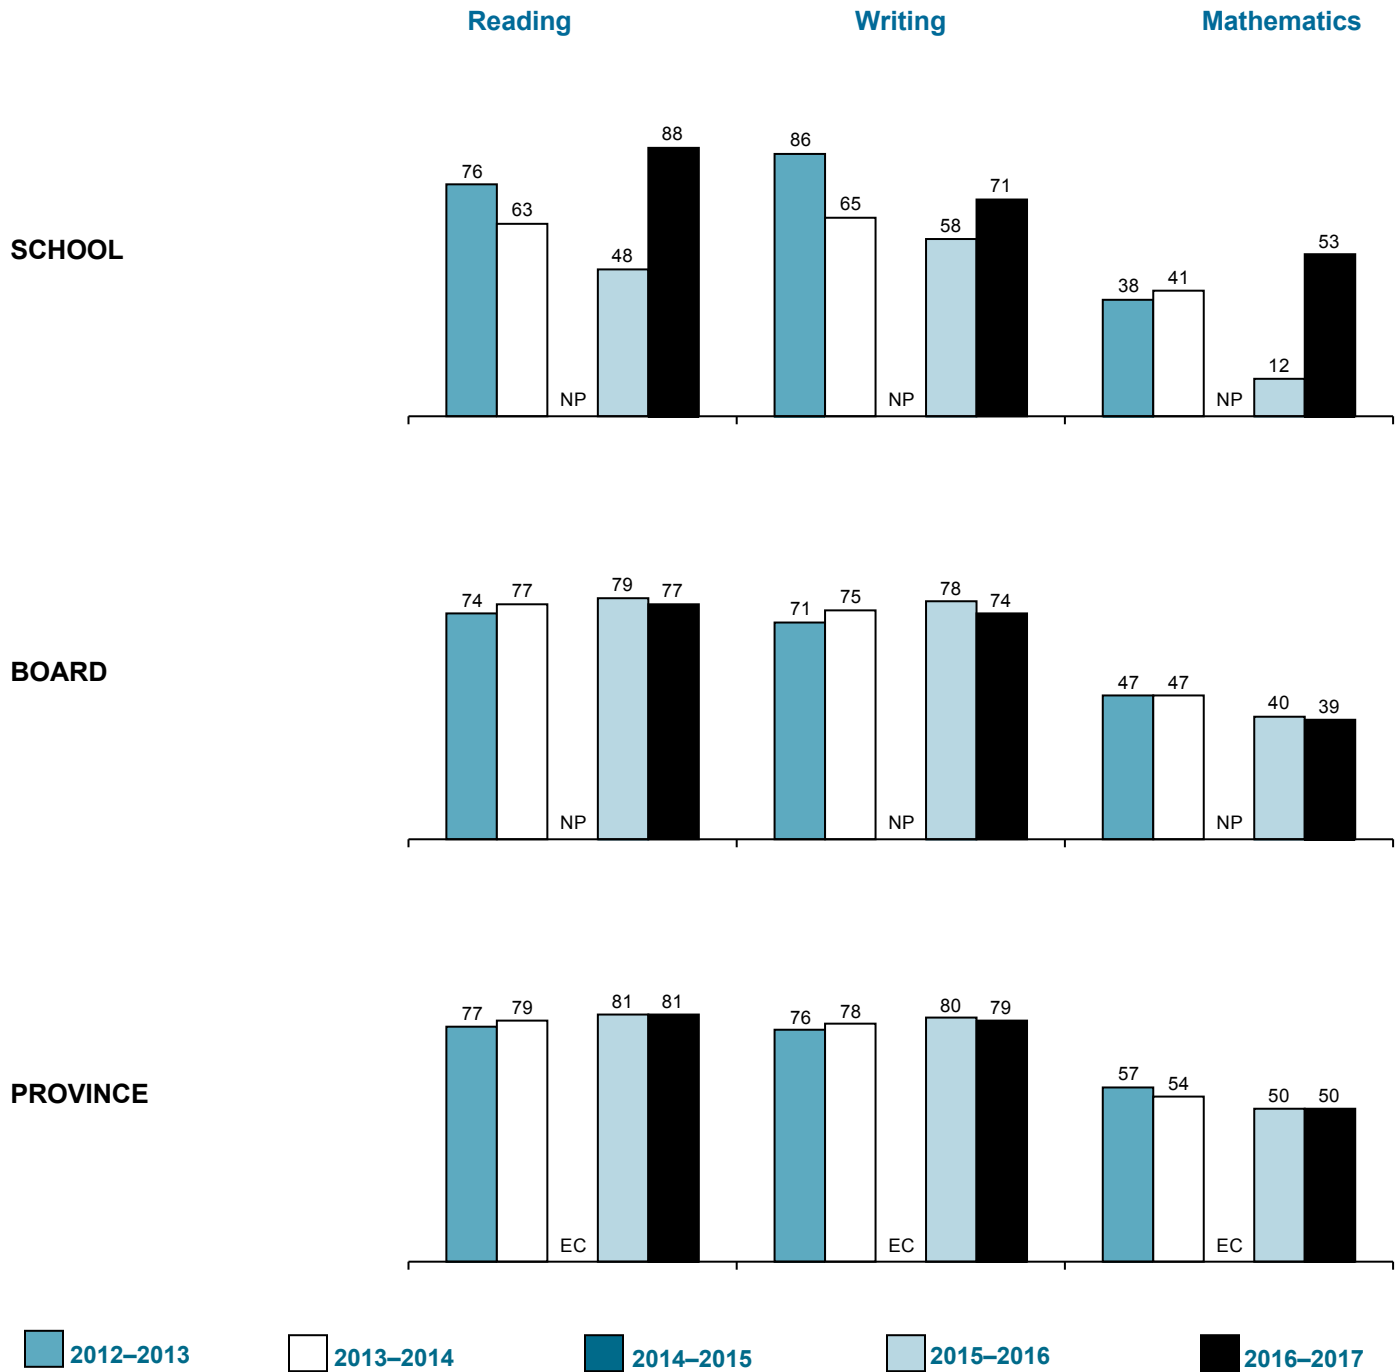 Reading Writing Mathematics
SCHOOL
76 63 NP 48 88 86 65 NP 58 71 38 41 NP 12 53
BOARD
74 77 NP 79 77 71 75 NP 78 74 47 47 NP 40 39
PROVINCE
77 79 EC 81 81 76 78 EC 80 79 57 54 EC 50 50
2012–2013 2013–2014 2014–2015 2015–2016 2016–2017